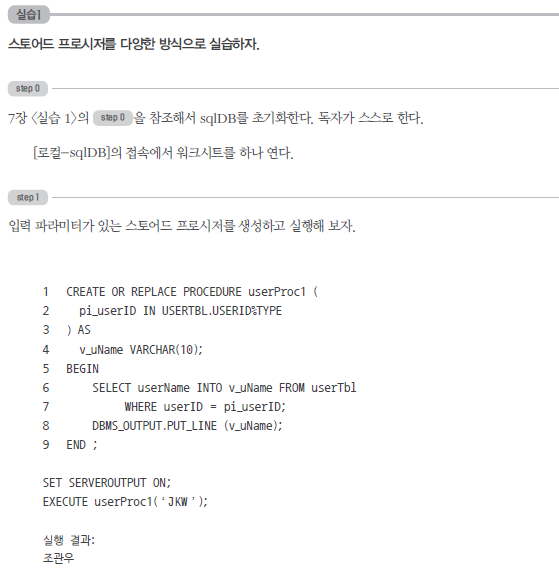 실습1
스토어드 프로시저를 다양한 방식으로 실습하자.
step 0
7장 〈실습 1〉의 step 0 을 참조해서 sqlDB를 초기화한다. 독자가 스스로 한다.
[로컬-sqlDB]의 접속에서 워크시트를 하나 연다.
step 1
입력 파라미터가 있는 스토어드 프로시저를 생성하고 실행해 보자.
1 CREATE OR REPLACE PROCEDURE userProc1 (
2 pi_userID IN USERTBL.USERID%TYPE
3 ) AS
4 v_uName VARCHAR(10);
5 BEGIN
6 SELECT userName INTO v_uName FROM userTbl
7 WHERE userID = pi_userID;
8 DBMS_OUTPUT.PUT_LINE (v_uName);
9 END ;
SET SERVEROUTPUT ON;
EXECUTE userProc1(‘JKW’);
실행 결과:
조관우